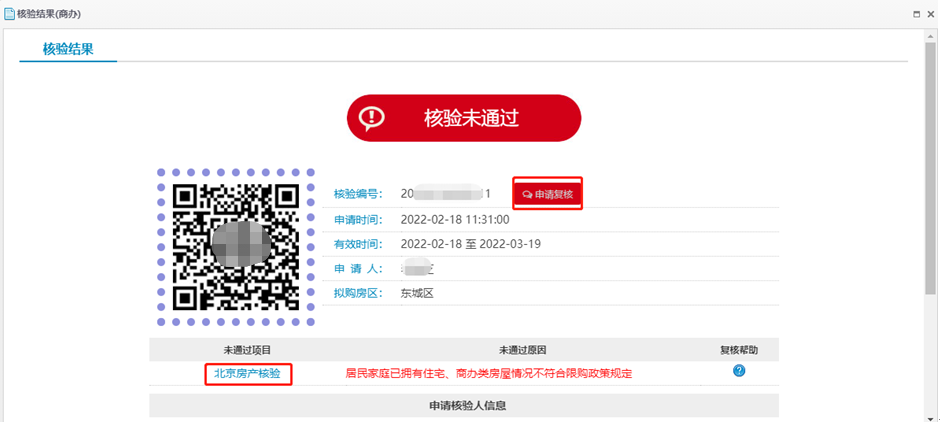 核验结果(商办)
核验结果
核验未通过
核验编号： 20 1 申请复核
申请时间： 2022-02-18 11:31:00
有效时间： 2022-02-18 至 2022-03-19
申 请 人：
拟购房区： 东城区
未通过项目 未通过原因 复核帮助
北京房产核验 居民家庭已拥有住宅、商办类房屋情况不符合限购政策规定
申请核验人信息